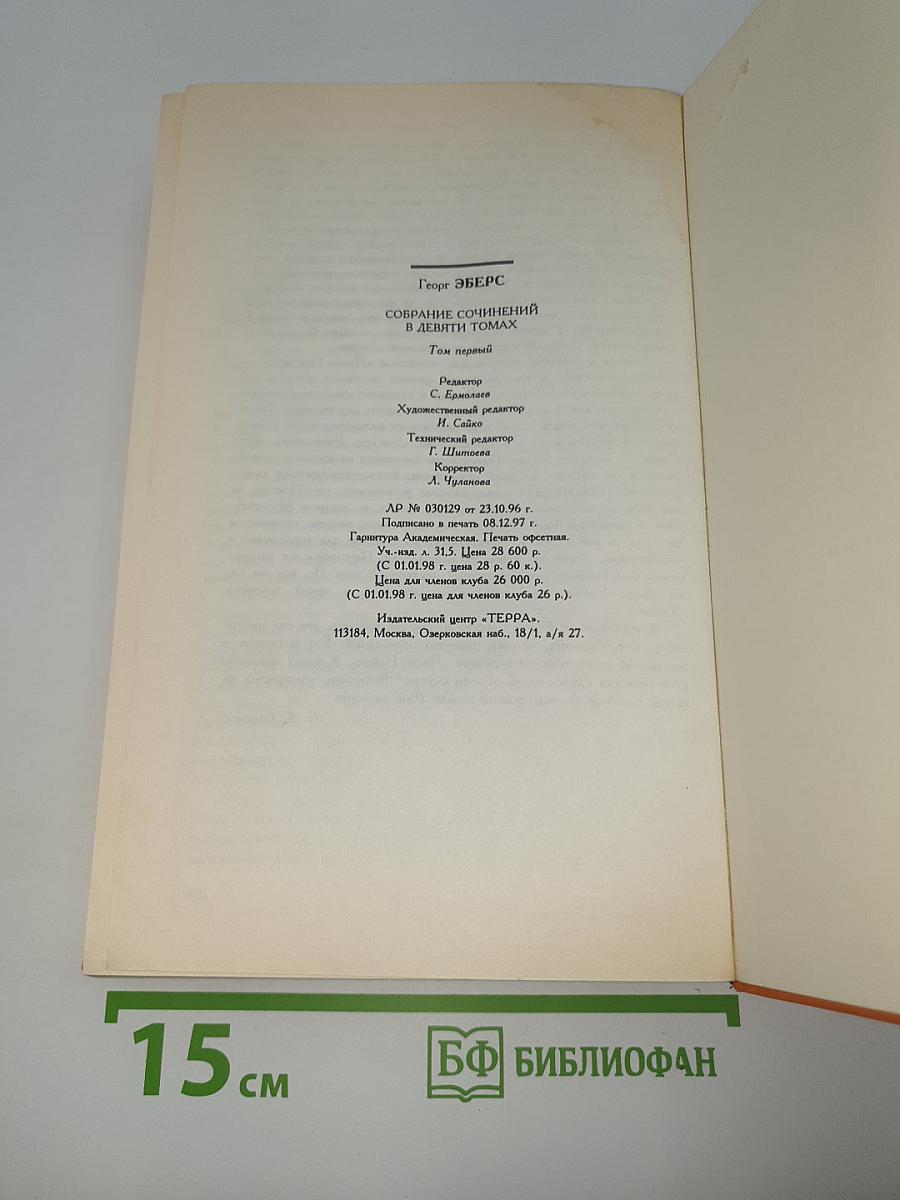 Георг ЭБЕРС
СОБРАНИЕ СОЧИНЕНИЙ
В ДЕВЯТИ ТОМАХ
Том первый
Редактор
С. Ермолаев
Художественный редактор
И. Сайко
Технический редактор
Г. Шитоева
Корректор
Л. Чуланова
ЛР № 030129 от 23.10.96 г.
Подписано в печать 08.12.97 г.
Гарнитура Академическая. Печать офсетная.
Уч.-изд. л. 31,5. Цена 28 600 р.
(С 01.01.98 г. цена 28 р. 60 к.).
Цена для членов клуба 26 000 р.
(С 01.01.98 г. цена для членов клуба 26 р.).
Издательский центр «ТЕРРА».
113184, Москва, Озерковская наб., 18/1, а/я 27.
15 см
БФ БИБЛИОФАН